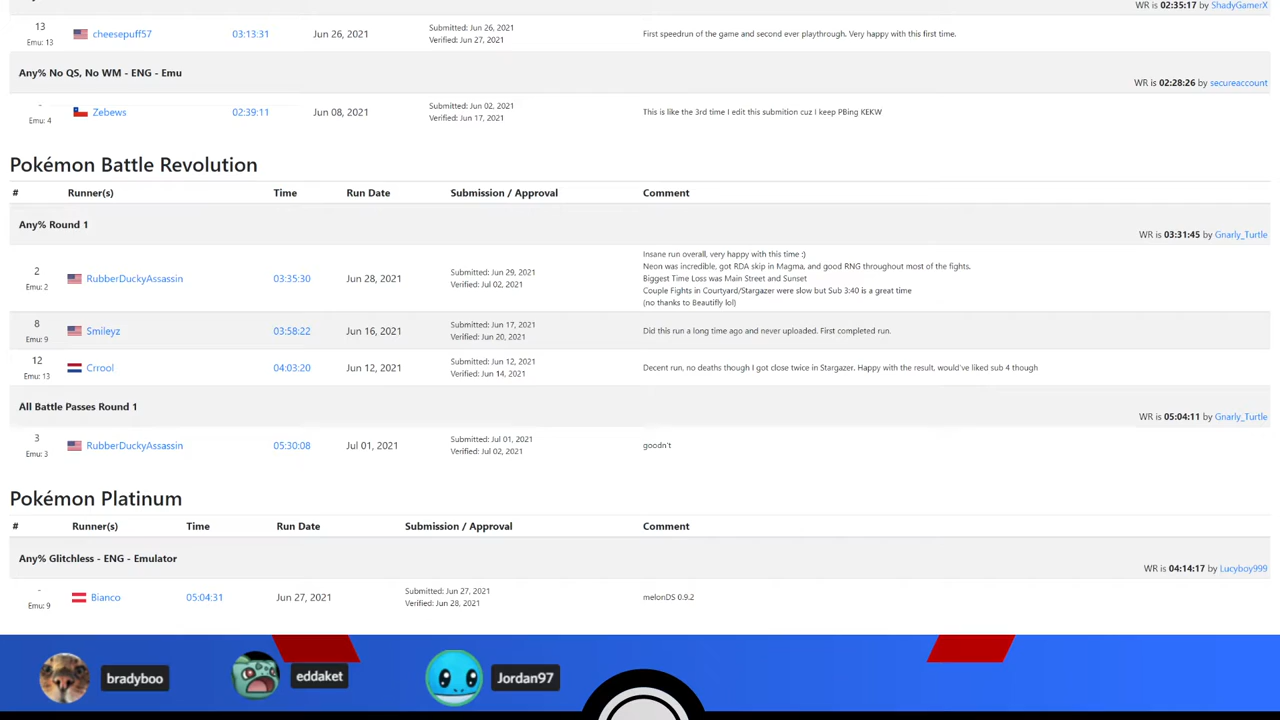 WR is 02:35:17 by ShadyGamerX
13 cheesepuff57 03:13:31 Jun 26, 2021 Submitted: Jun 26, 2021 First speedrun of the game and second ever playthrough. Very happy with this first time.
Emu: 13 Verified: Jun 27, 2021
Any% No QS, No WM - ENG - Emu
WR is 02:28:26 by secureaccount
- Zebews 02:39:11 Jun 08, 2021 Submitted: Jun 02, 2021 This is like the 3rd time I edit this submition cuz I keep PBing KEKW
Emu: 4 Verified: Jun 17, 2021
Pokémon Battle Revolution
# Runner(s) Time Run Date Submission / Approval Comment
Any% Round 1
WR is 03:31:45 by Gnarly_Turtle
Insane run overall, very happy with this time :)
2 RubberDuckyAssassin 03:35:30 Jun 28, 2021 Submitted: Jun 29, 2021 Neon was incredible, got RDA skip in Magma, and good RNG throughout most of the fights.
Emu: 2 Verified: Jul 02, 2021 Biggest Time Loss was Main Street and Sunset
Couple Fights in Courtyard/Stargazer were slow but Sub 3:40 is a great time
(no thanks to Beautifly lol)
8 Smileyz 03:58:22 Jun 16, 2021 Submitted: Jun 17, 2021 Did this run a long time ago and never uploaded. First completed run.
Emu: 9 Verified: Jun 20, 2021
12 Crrool 04:03:20 Jun 12, 2021 Submitted: Jun 12, 2021 Decent run, no deaths though I got close twice in Stargazer. Happy with the result, would've liked sub 4 though
Emu: 13 Verified: Jun 14, 2021
All Battle Passes Round 1
WR is 05:04:11 by Gnarly_Turtle
3 RubberDuckyAssassin 05:30:08 Jul 01, 2021 Submitted: Jul 01, 2021 goodn't
Emu: 3 Verified: Jul 02, 2021
Pokémon Platinum
# Runner(s) Time Run Date Submission / Approval Comment
Any% Glitchless - ENG - Emulator
WR is 04:14:17 by Lucyboy999
- Bianco 05:04:31 Jun 27, 2021 Submitted: Jun 27, 2021 melonDS 0.9.2
Emu: 9 Verified: Jun 28, 2021
bradyboo eddaket Jordan97